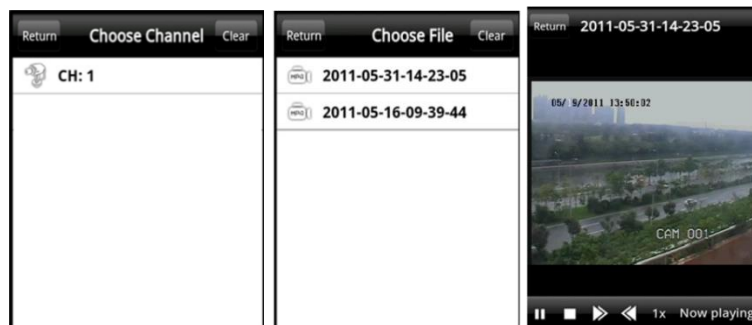 Return Choose Channel Clear
CH: 1
Return Choose File Clear
2011-05-31-14-23-05
2011-05-16-09-39-44
Return 2011-05-31-14-23-05
CAM 001
1x Now playing